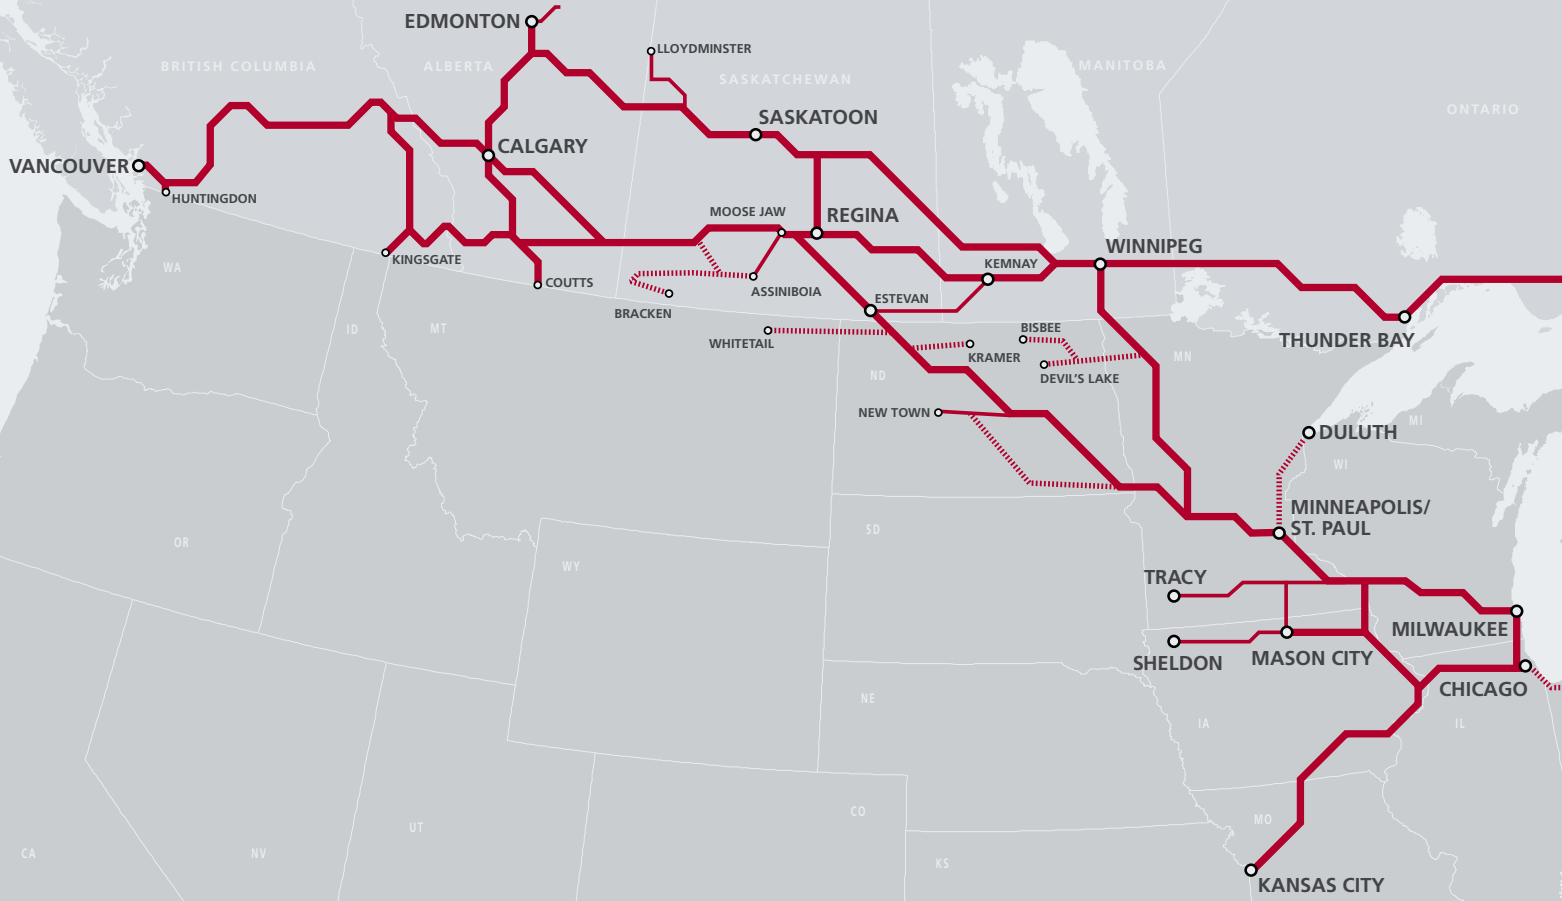 EDMONTON
LLOYDMINSTER
BRITISH COLUMBIA
ALBERTA
SASKATCHEWAN
MANITOBA
ONTARIO
SASKATOON
CALGARY
VANCOUVER
HUNTINGDON
MOOSE JAW
REGINA
WINNIPEG
KINGSGATE
KEMNAY
WA
COUTTS
ASSINIBOIA
ESTEVAN
BRACKEN
ID
MT
WHITETAIL
BISBEE
KRAMER
THUNDER BAY
MN
ND
DEVIL'S LAKE
NEW TOWN
MI
DULUTH
WI
MINNEAPOLIS/
ST. PAUL
OR
SD
WY
TRACY
MILWAUKEE
SHELDON
MASON CITY
CHICAGO
NE
IA
IL
CO
MO
UT
CA
NV
KS
KANSAS CITY